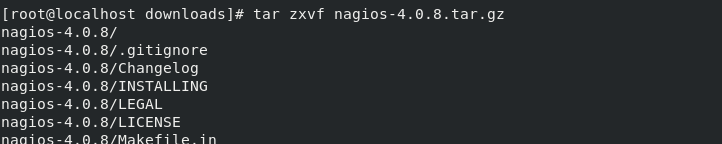 [root@localhost downloads]# tar zxvf nagios-4.0.8.tar.gz
nagios-4.0.8/
nagios-4.0.8/.gitignore
nagios-4.0.8/Changelog
nagios-4.0.8/INSTALLING
nagios-4.0.8/LEGAL
nagios-4.0.8/LICENSE
nagios-4.0.8/Makefile.in